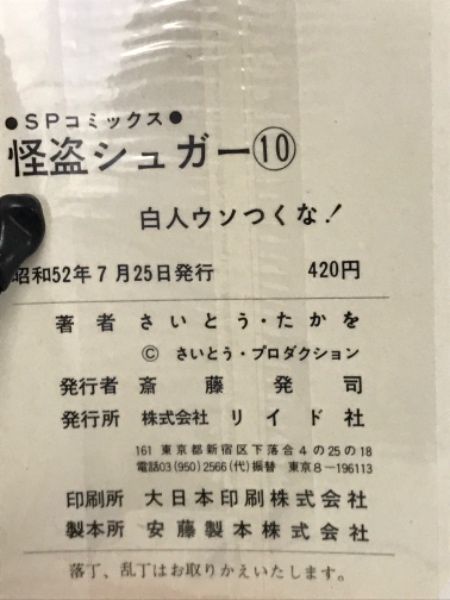 ●SPコミックス●
怪盗シュガー⑩
白人ウソつくな!
昭和52年7月25日発行 420円
著者 さいとう・たかを
© さいとう・プロダクション
発行者 斎藤発司
発行所 株式会社 リイド社
161 東京都新宿区下落合4の25の18
電話03(950)2566(代)振替 東京8-196113
印刷所 大日本印刷株式会社
製本所 安藤製本株式会社
落丁、乱丁はお取りかえいたします。